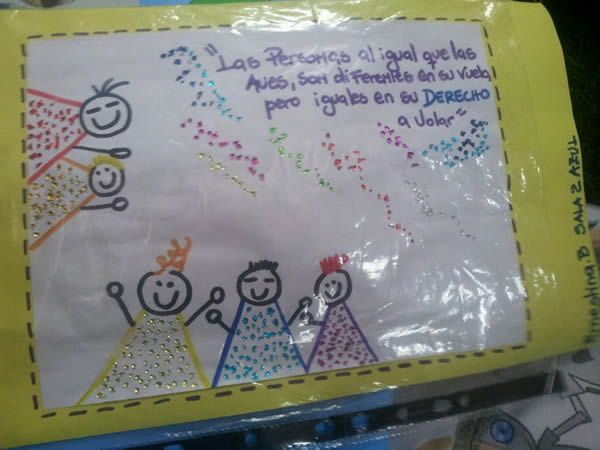 "Las Personas al igual que las
Aves, son diferentes en su vuelo,
pero iguales en su DERECHO
a volar"
Ernestina B SALA 2 AZUL